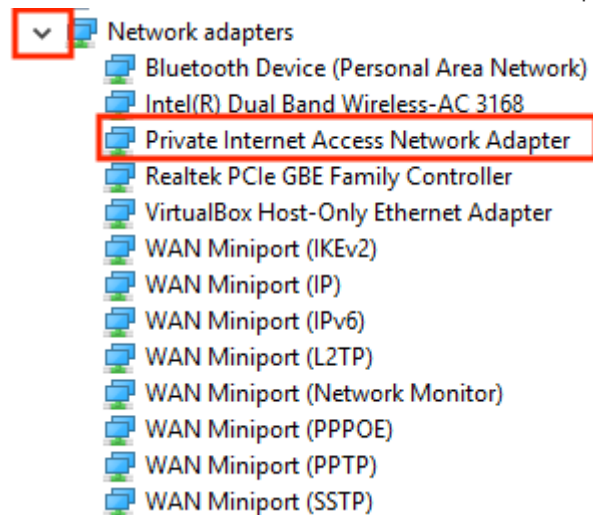 Network adapters
Bluetooth Device (Personal Area Network)
Intel(R) Dual Band Wireless-AC 3168
Private Internet Access Network Adapter
Realtek PCIe GBE Family Controller
VirtualBox Host-Only Ethernet Adapter
WAN Miniport (IKEv2)
WAN Miniport (IP)
WAN Miniport (IPv6)
WAN Miniport (L2TP)
WAN Miniport (Network Monitor)
WAN Miniport (PPPOE)
WAN Miniport (PPTP)
WAN Miniport (SSTP)